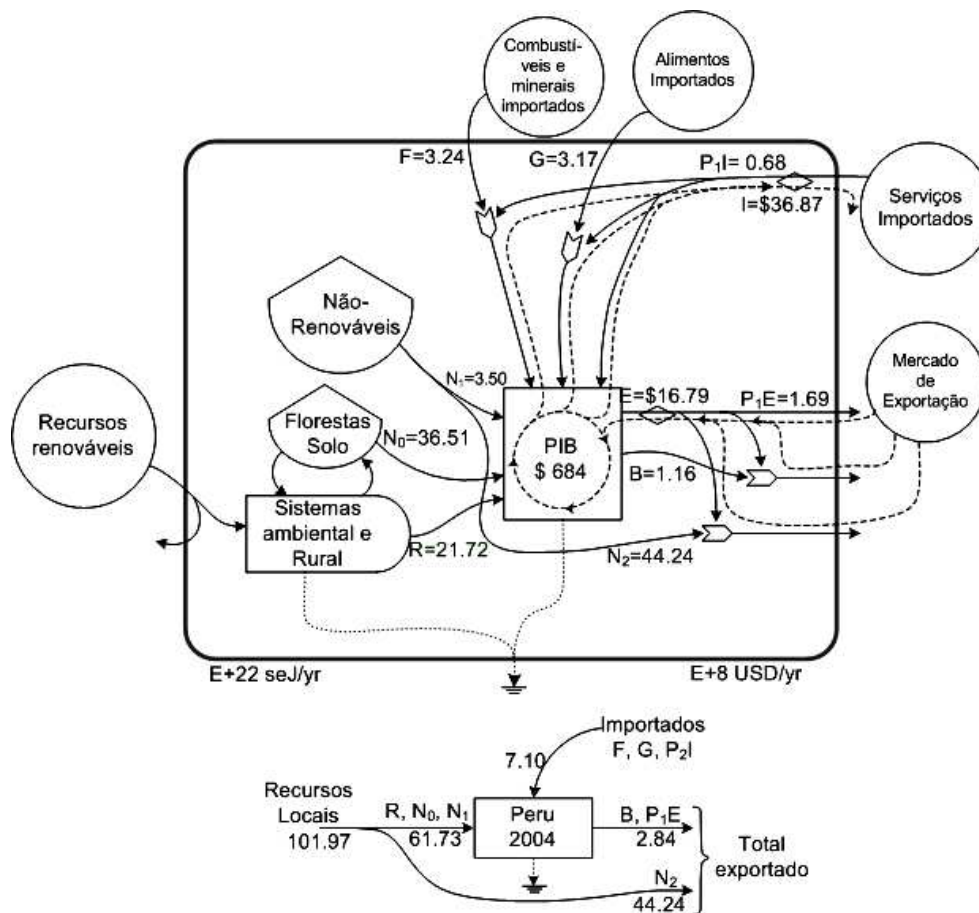 Combustí-
veis e
minerais
importados
Alimentos
Importados
F=3.24
G=3.17
P₁I= 0.68
I=$36.87
Serviços
Importados
Não-
Renováveis
N₁=3.50
E=$16.79
P₁E=1.69
Mercado
de
Exportação
Recursos
renováveis
Florestas
Solo
N₀=36.51
PIB
$ 684
B=1.16
Sistemas
ambiental e
Rural
R=21.72
N₂=44.24
E+22 seJ/yr
E+8 USD/yr
Importados
F, G, P₂I
7.10
Recursos
Locais
101.97
R, N₀, N₁
61.73
Peru
2004
B, P₁E
2.84
Total
exportado
N₂
44.24